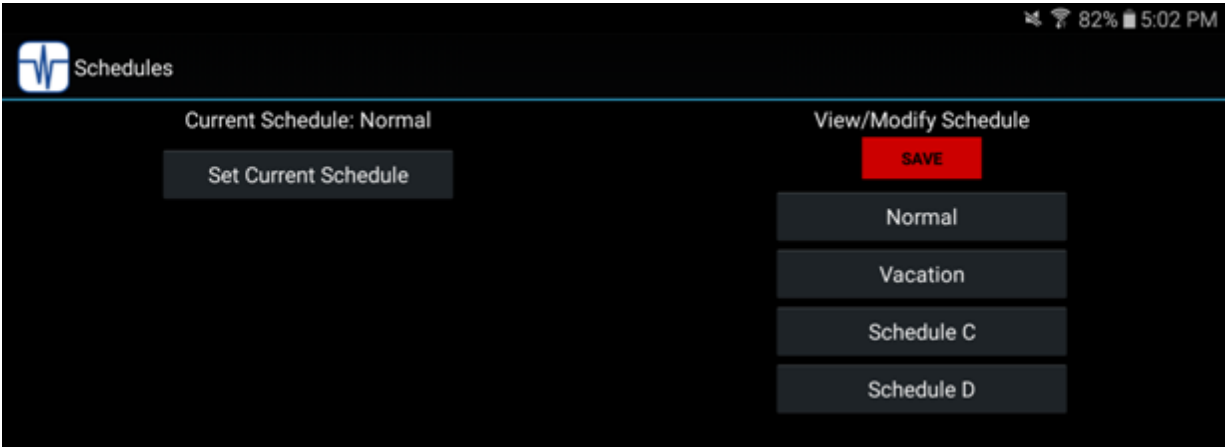 82% 5:02 PM
Schedules
Current Schedule: Normal
Set Current Schedule
View/Modify Schedule
SAVE
Normal
Vacation
Schedule C
Schedule D